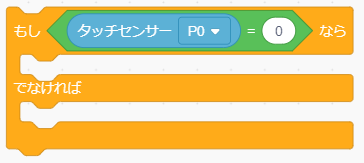 もし タッチセンサー P0 = 0 なら
でなければ